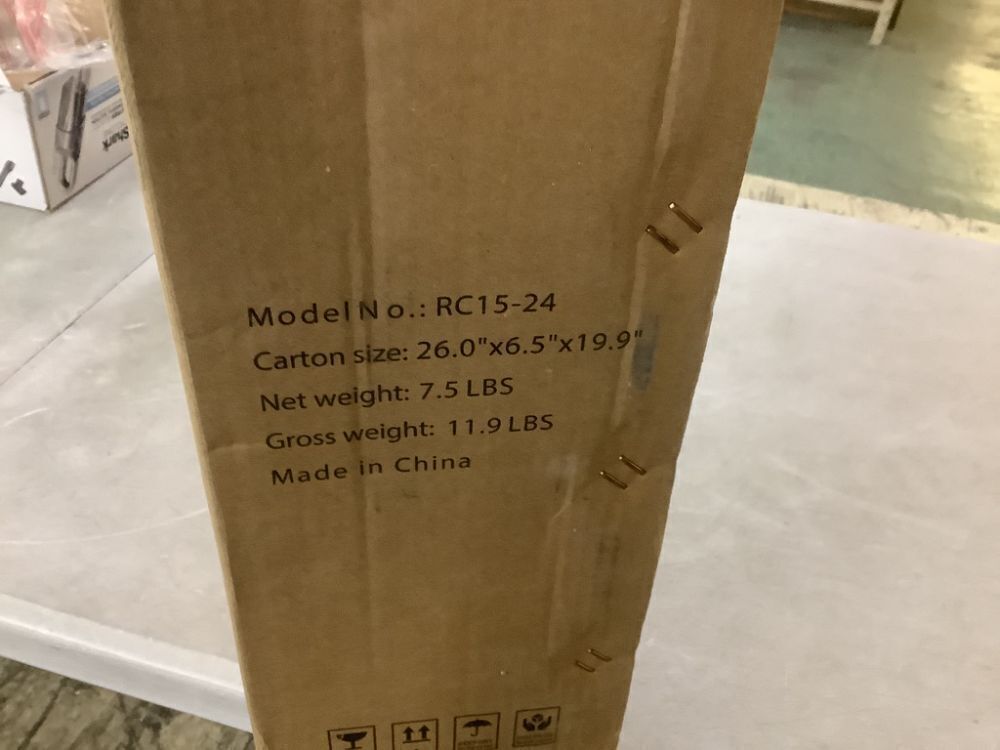 Shark
Model No.: RC15-24
Carton size: 26.0"x6.5"x19.9"
Net weight: 7.5 LBS
Gross weight: 11.9 LBS
Made in China